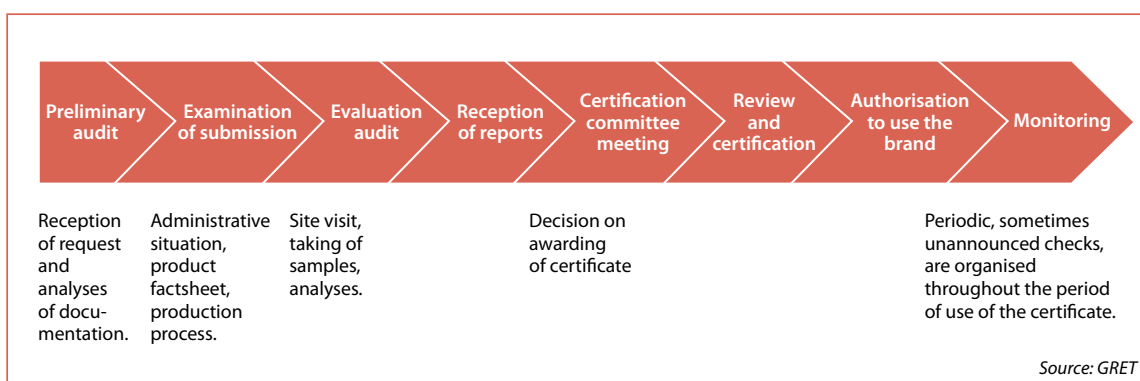 Preliminary
audit
Examination
of submission
Evaluation
audit
Reception
of reports
Certification
committee
meeting
Review
and
certification
Authorisation
to use the
brand
Monitoring
Reception
of request
and
analyses
of docu-
mentation.
Administrative
situation,
product
factsheet,
production
process.
Site visit,
taking of
samples,
analyses.
Decision on
awarding
of certificate
Periodic, sometimes
unannounced checks,
are organised
throughout the period
of use of the certificate.
Source: GRET